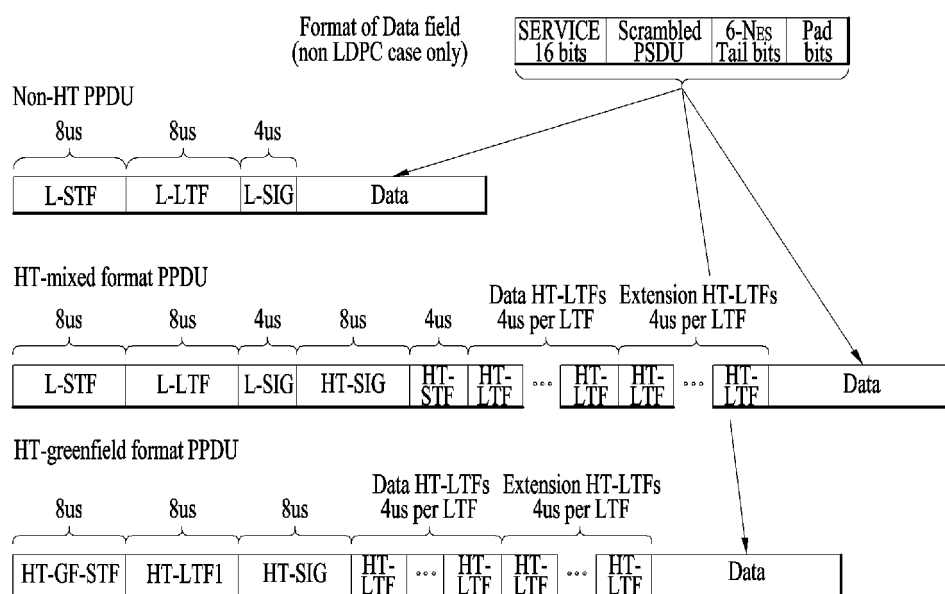 Format of Data field
(non LDPC case only)
SERVICE
16 bits
Scrambled
PSDU
6-NES
Tail bits
Pad
bits
Non-HT PPDU
8us
8us
4us
L-STF
L-LTF
L-SIG
Data
HT-mixed format PPDU
Data HT-LTFs
4us per LTF
Extension HT-LTFs
4us per LTF
8us
8us
4us
8us
4us
L-STF
L-LTF
L-SIG
HT-SIG
HT-
STF
HT-
LTF
HT-
LTF
HT-
LTF
HT-
LTF
Data
HT-greenfield format PPDU
Data HT-LTFs
4us per LTF
Extension HT-LTFs
4us per LTF
8us
8us
8us
HT-GF-STF
HT-LTF1
HT-SIG
HT-
LTF
HT-
LTF
HT-
LTF
HT-
LTF
Data